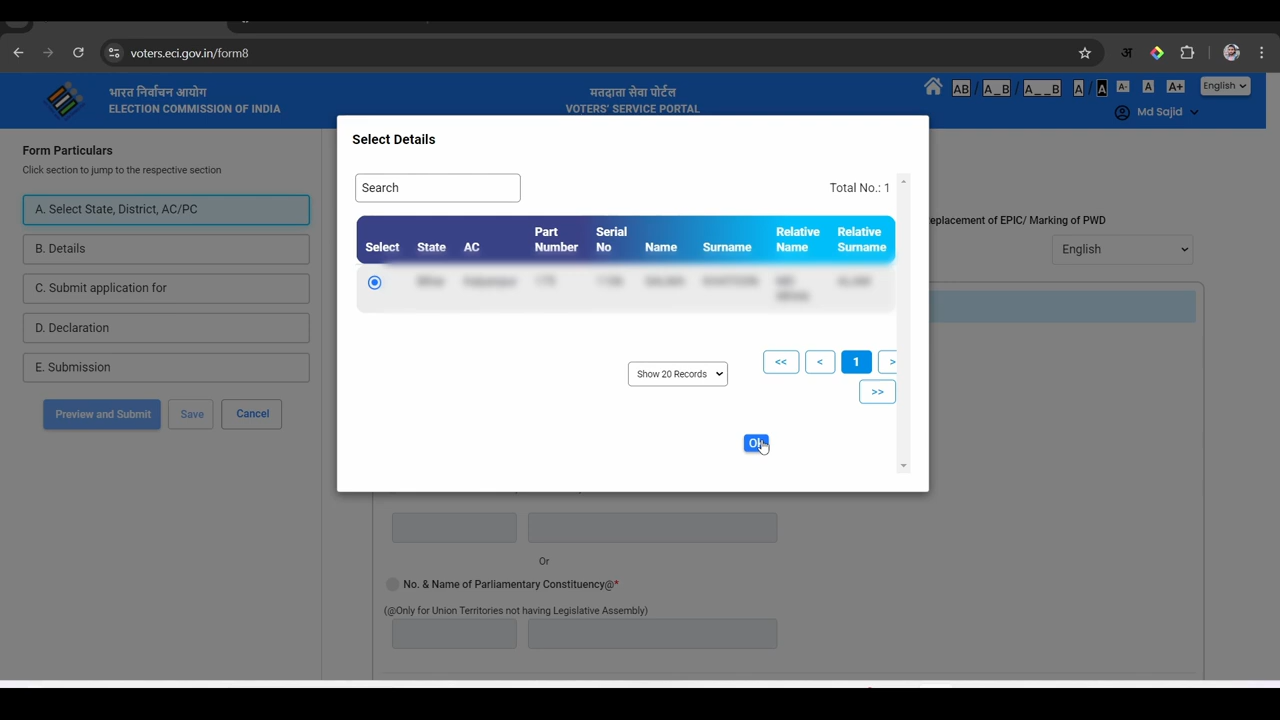 voters.eci.gov.in/form8
भारत निर्वाचन आयोग
ELECTION COMMISSION OF INDIA
मतदाता सेवा पोर्टल
VOTERS' SERVICE PORTAL
AB / A_B / A__B A / A A- A A+
English
Md Sajid
Form Particulars
Click section to jump to the respective section
A. Select State, District, AC/PC
B. Details
C. Submit application for
D. Declaration
E. Submission
Preview and Submit Save Cancel
Select Details
Search
Total No.: 1
Select State AC Part Number Serial No Name Surname Relative Name Relative Surname
Show 20 Records
<< < 1 >
>>
Ok
eplacement of EPIC/ Marking of PWD
English
Or
No. & Name of Parliamentary Constituency@*
(@Only for Union Territories not having Legislative Assembly)